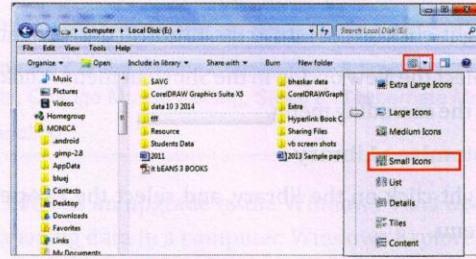 Computer ▸ Local Disk (E:) ▸
Search Local Disk (E:)
File Edit View Tools Help
Organize Open Include in library Share with Burn New folder
Music
Pictures
Videos
Homegroup
MONICA
.android
.gimp-2.8
AppData
bluej
Contacts
Desktop
Downloads
Favorites
Links
My Documents
SAVG
CorelDRAW Graphics Suite X5
data 10 3 2014
fff
Resource
Students Data
2011
it bEANS 3 BOOKS
bhaskar data
CorelDRAWGraph
Extra
Hyperlink Book C
Sharing Files
vb screen shots
2013 Sample pape
Extra Large Icons
Large Icons
Medium Icons
Small Icons
List
Details
Tiles
Content